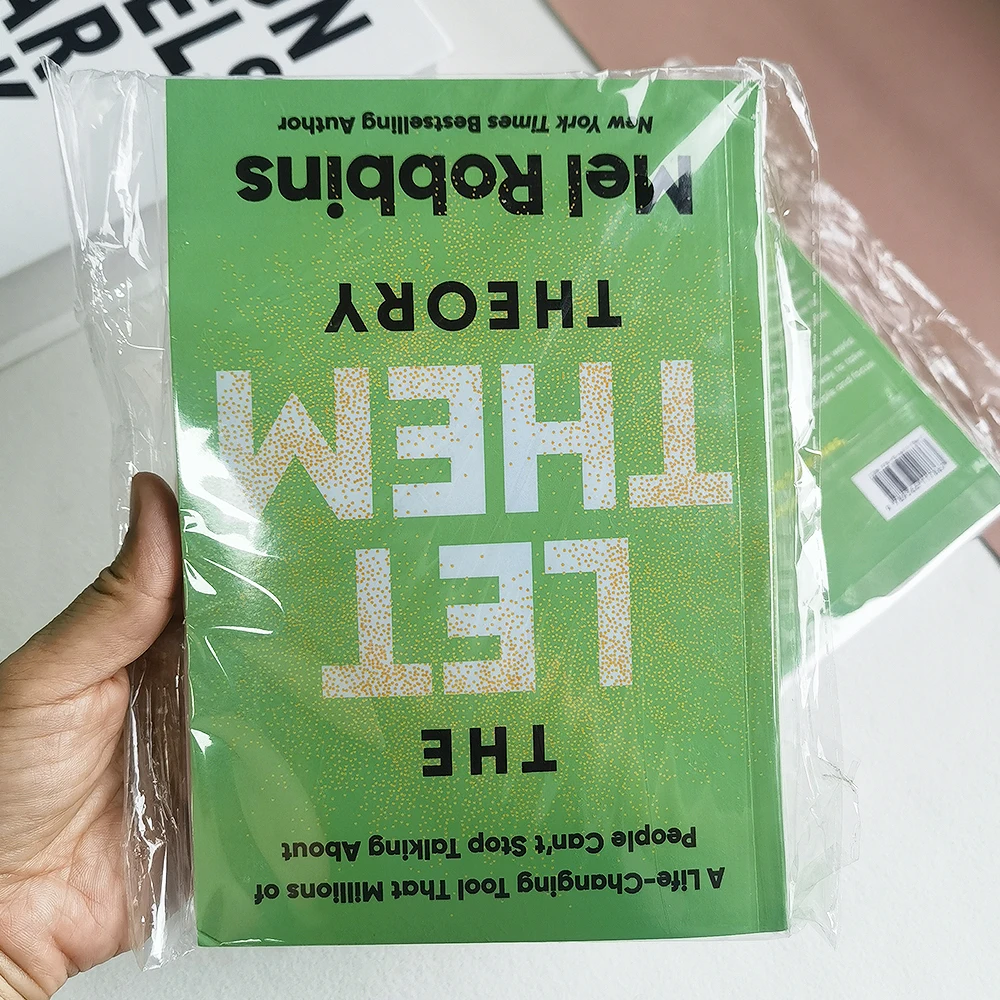 A Life-Changing Tool That Millions of
People Can't Stop Talking About
THE
LET
THEM
THEORY
Mel Robbins
New York Times Bestselling Author